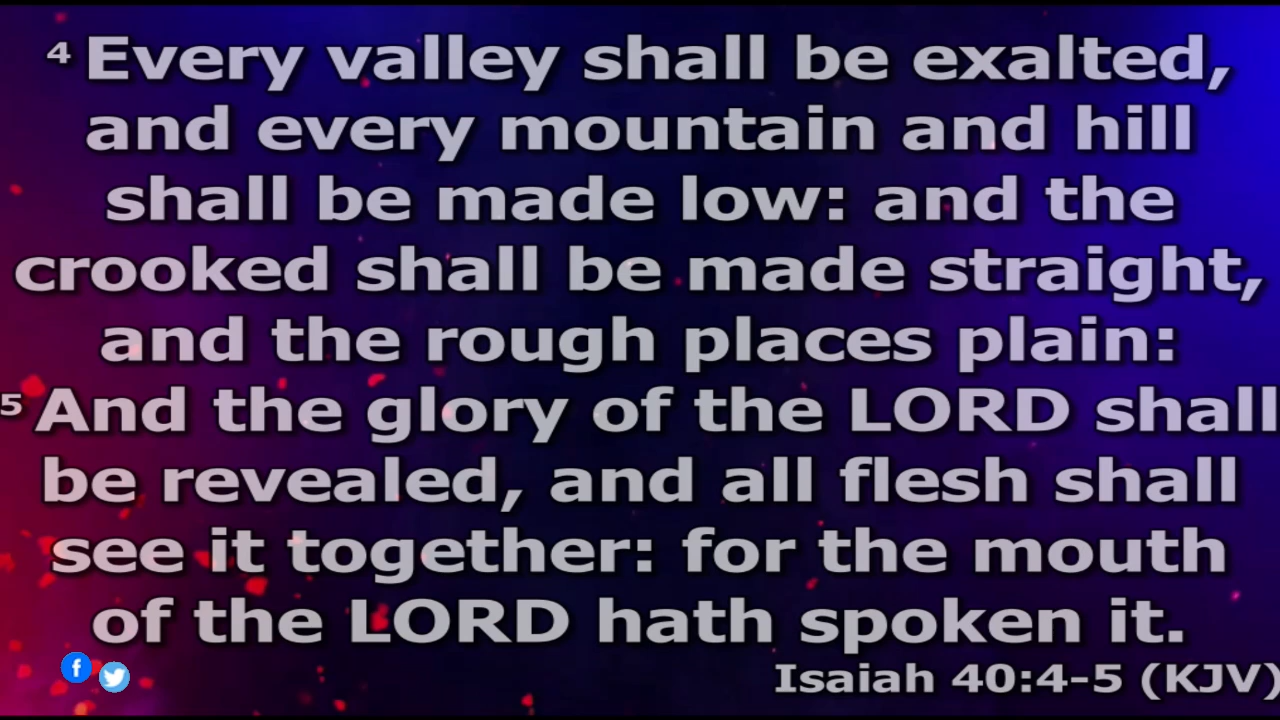 4 Every valley shall be exalted,
and every mountain and hill
shall be made low: and the
crooked shall be made straight,
and the rough places plain:
5 And the glory of the LORD shall
be revealed, and all flesh shall
see it together: for the mouth
of the LORD hath spoken it.
Isaiah 40:4-5 (KJV)